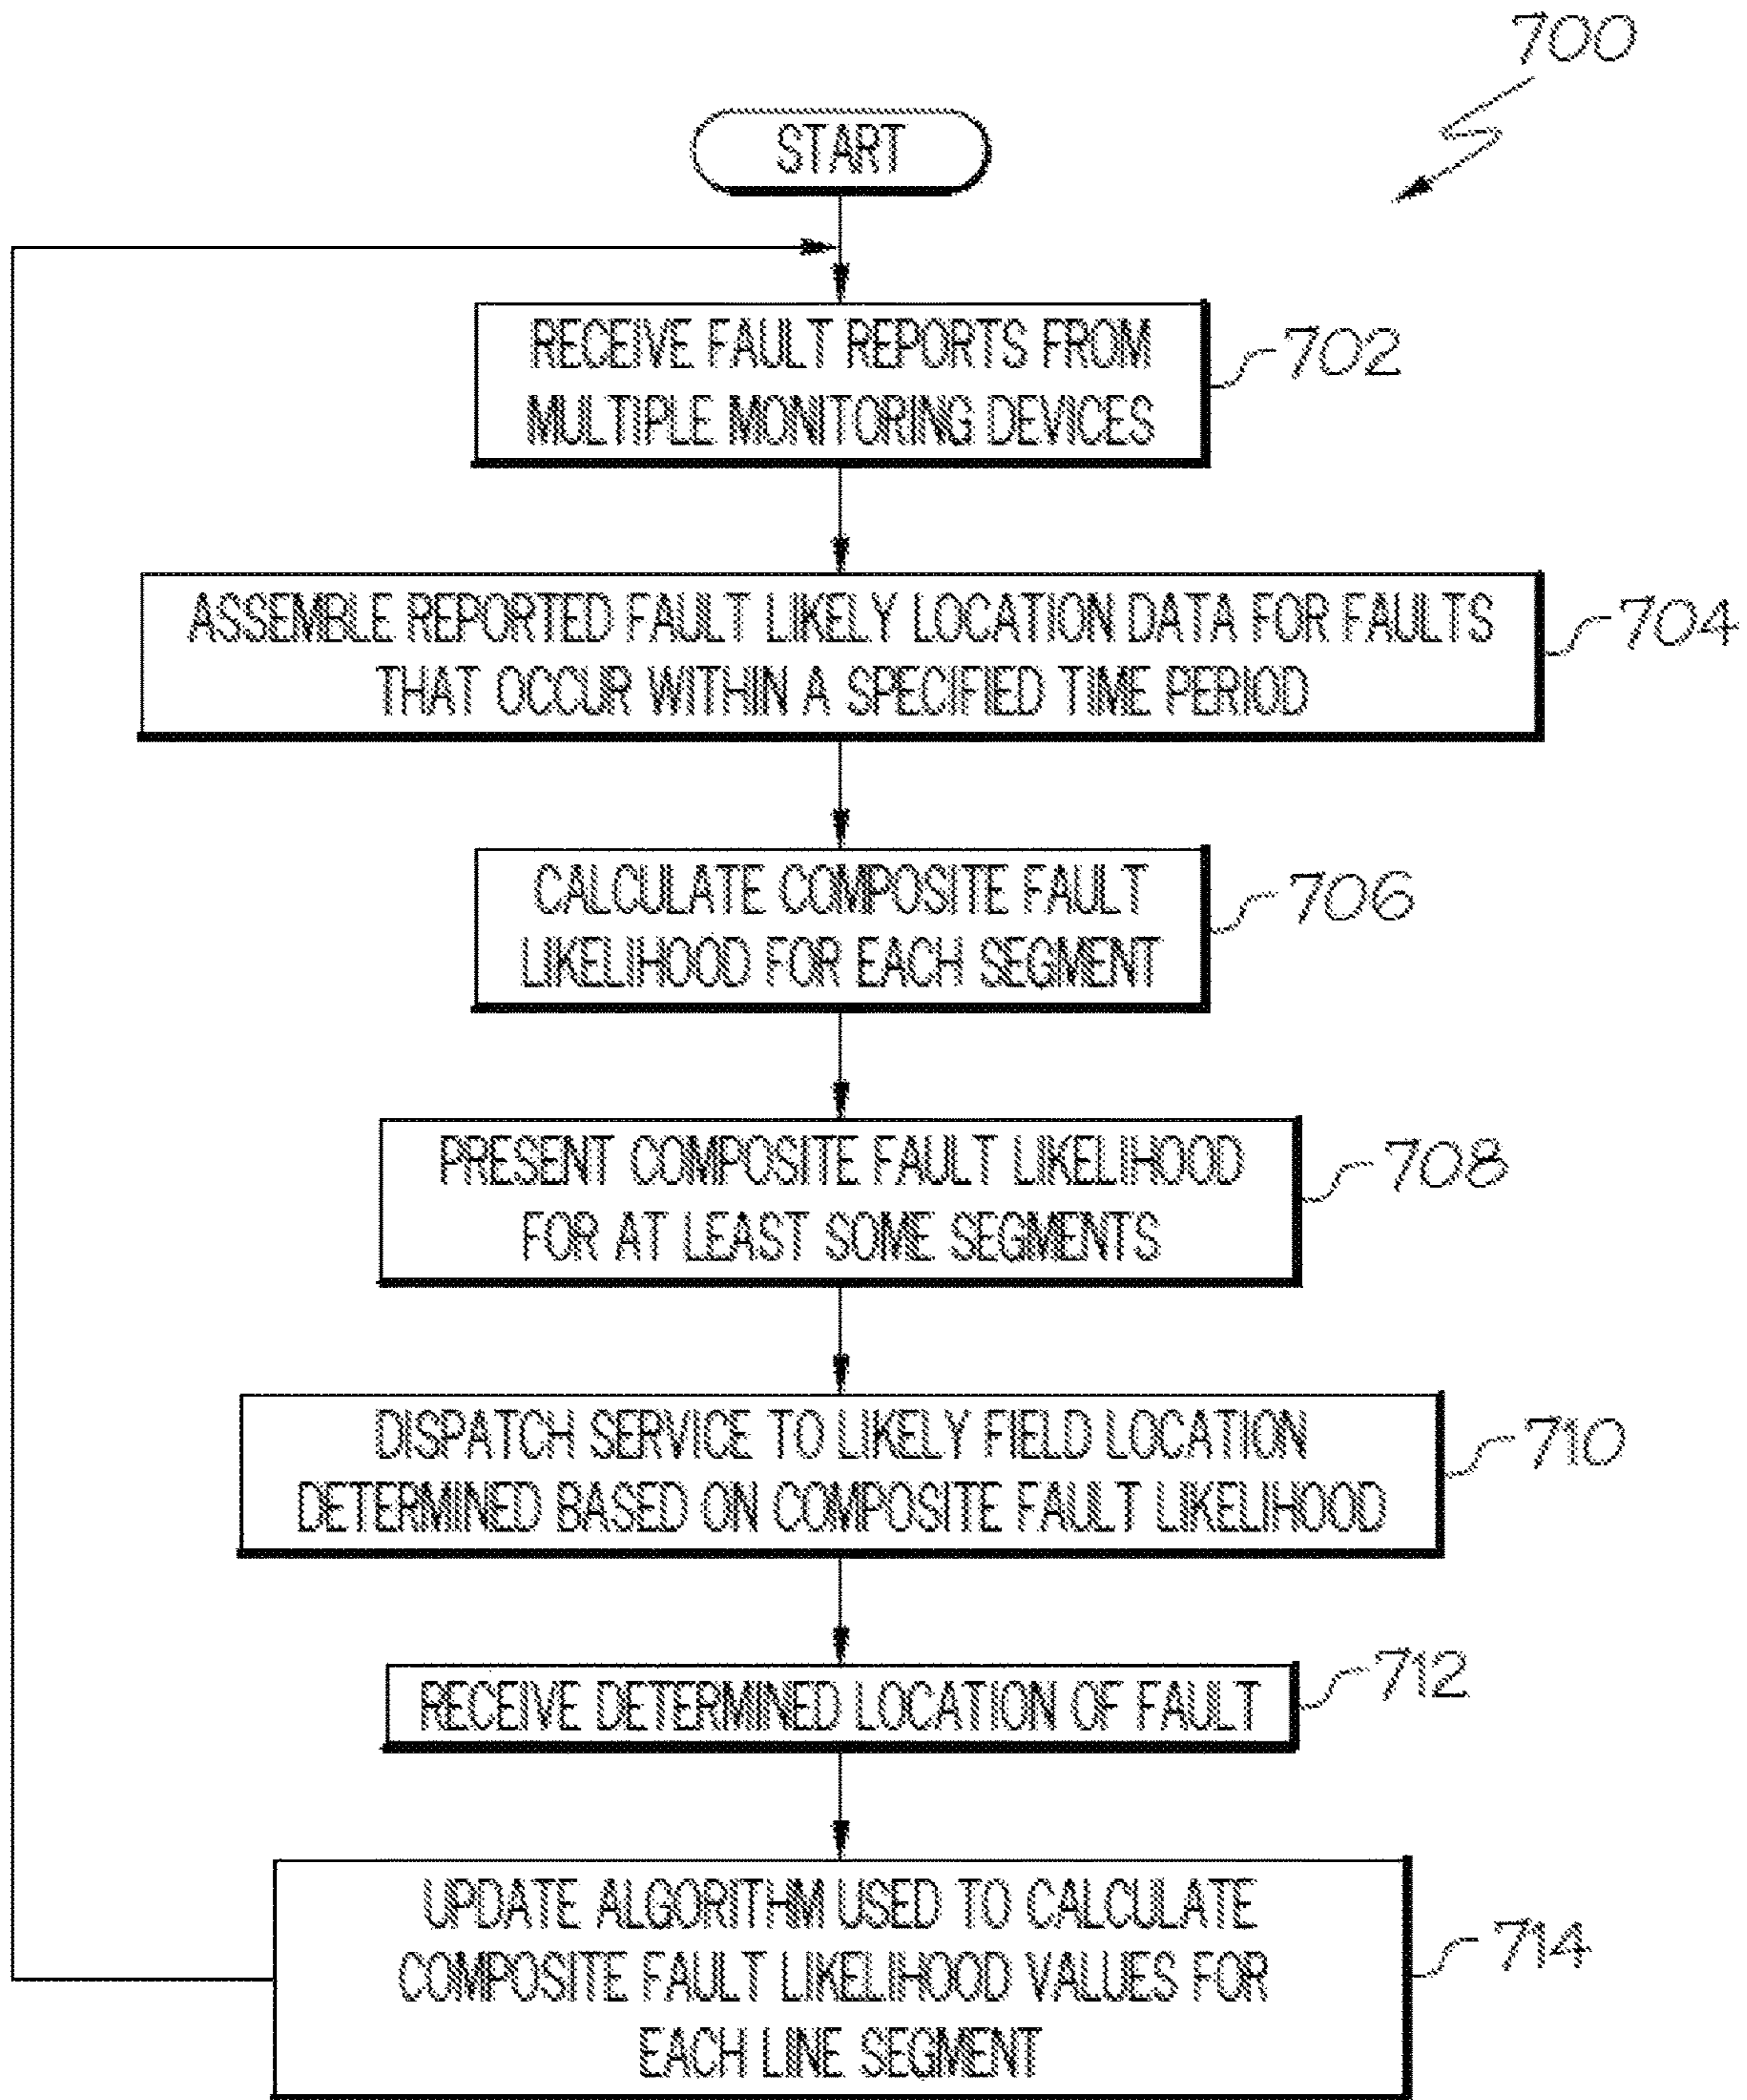 700
START
RECEIVE FAULT REPORTS FROM
MULTIPLE MONITORING DEVICES
702
ASSEMBLE REPORTED FAULT LIKELY LOCATION DATA FOR FAULTS
THAT OCCUR WITHIN A SPECIFIED TIME PERIOD
704
CALCULATE COMPOSITE FAULT
LIKELIHOOD FOR EACH SEGMENT
706
PRESENT COMPOSITE FAULT LIKELIHOOD
FOR AT LEAST SOME SEGMENTS
708
DISPATCH SERVICE TO LIKELY FIELD LOCATION
DETERMINED BASED ON COMPOSITE FAULT LIKELIHOOD
710
RECEIVE DETERMINED LOCATION OF FAULT
712
UPDATE ALGORITHM USED TO CALCULATE
COMPOSITE FAULT LIKELIHOOD VALUES FOR
EACH LINE SEGMENT
714